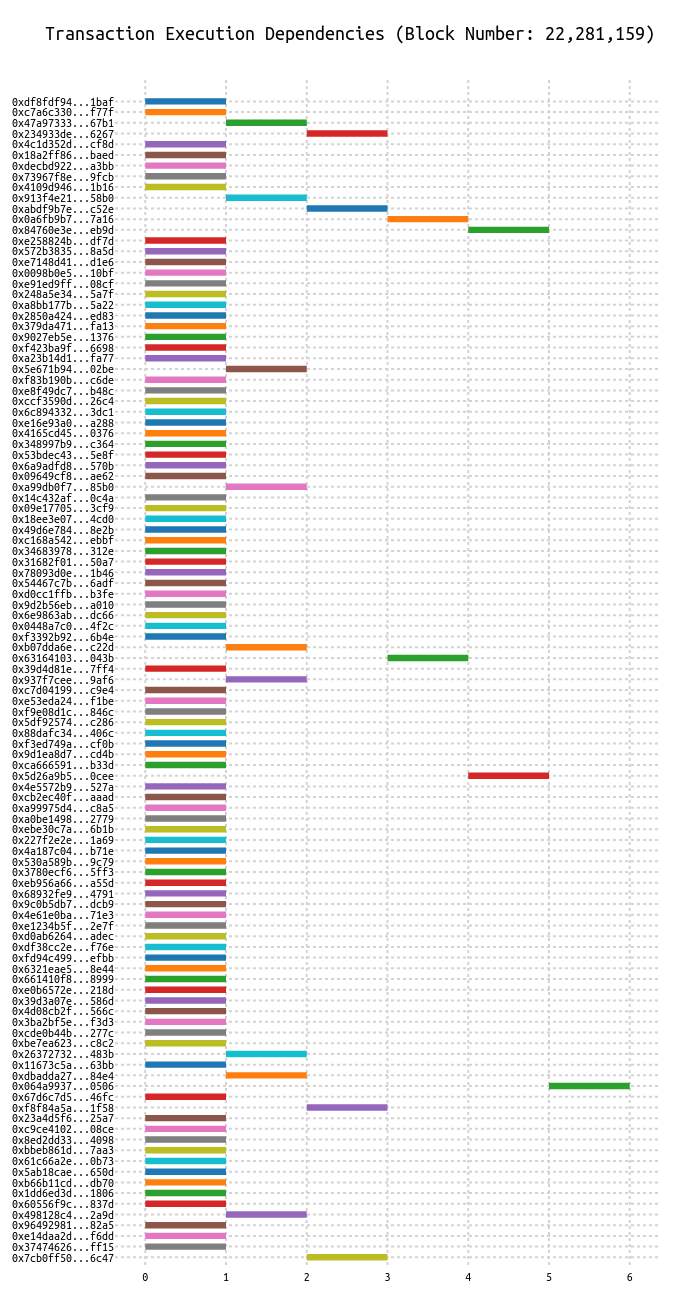 Transaction Execution Dependencies (Block Number: 22,281,159)
0xdf8fdf94...1baf
0xc7a6c330...f77f
0x47a97333...67b1
0x234933de...6267
0x4c1d352d...cf8d
0x18a2ff86...baed
0xdecbd922...a3bb
0x73967f8e...9fcb
0x4109d946...1b16
0x913f4e21...58b0
0xabdf9b7e...c52e
0x0a6fb9b7...7a16
0x84760e3e...eb9d
0xe258824b...df7d
0x572b3835...8a5d
0xe7148d41...d1e6
0x0098b0e5...10bf
0xe91ed9ff...08cf
0x248a5e34...5a7f
0xa8bb177b...5a22
0x2850a424...ed83
0x379da471...fa13
0x9027eb5e...1376
0xf423ba9f...6698
0xa23b14d1...fa77
0x5e671b94...02be
0xf83b190b...c6de
0xe8f49dc7...b48c
0xccf3590d...26c4
0x6c894332...3dc1
0xe16e93a0...a288
0x4165cd45...0376
0x348997b9...c364
0x53bdec43...5e8f
0x6a9adfd8...570b
0x09649cf8...ae62
0xa99db0f7...85b0
0x14c432af...0c4a
0x09e17705...3cf9
0x18ee3e07...4cd0
0x49d6e784...8e2b
0xc168a542...ebbf
0x34683978...312e
0x31682f01...50a7
0x78093d0e...1b46
0x54467c7b...6adf
0xd0cc1ffb...b3fe
0x9d2b56eb...a010
0x6e9863ab...dc66
0x0448a7c0...4f2c
0xf3392b92...6b4e
0xb07dda6e...c22d
0x63164103...043b
0x39d4d81e...7ff4
0x937f7cee...9af6
0xc7d04199...c9e4
0xe53eda24...f1be
0xf9e08d1c...846c
0x5df92574...c286
0x88dafc34...406c
0xf3ed749a...cf0b
0x9d1ea8d7...cd4b
0xca666591...b33d
0x5d26a9b5...0cee
0x4e5572b9...527a
0xcb2ec40f...aaad
0xa99975d4...c8a5
0xa0be1498...2779
0xebe30c7a...6b1b
0x227f2e2e...1a69
0x4a187c04...b71e
0x530a589b...9c79
0x3780ecf6...5ff3
0xeb956a66...a55d
0x68932fe9...4791
0x9c0b5db7...dcb9
0x4e61e0ba...71e3
0xe1234b5f...2e7f
0xd0ab6264...adec
0xdf38cc2e...f76e
0xfd94c499...efbb
0x6321eae5...8e44
0x661410f8...8999
0xe0b6572e...218d
0x39d3a07e...586d
0x4d08cb2f...566c
0x3ba2bf5e...f3d3
0xcde0b44b...277c
0xbe7ea623...c8c2
0x26372732...483b
0x11673c5a...63bb
0xdbadda27...84e4
0x064a9937...0506
0x67d6c7d5...46fc
0xf8f84a5a...1f58
0x23a4d5f6...25a7
0xc9ce4102...08ce
0x8ed2dd33...4098
0xbbeb861d...7aa3
0x61c66a2e...0b73
0x5ab18cae...650d
0xb66b11cd...db70
0x1dd6ed3d...1806
0x60556f9c...837d
0x498128c4...2a9d
0x96492981...82a5
0xe14daa2d...f6dd
0x37474626...ff15
0x7cb0ff50...6c47
0 1 2 3 4 5 6